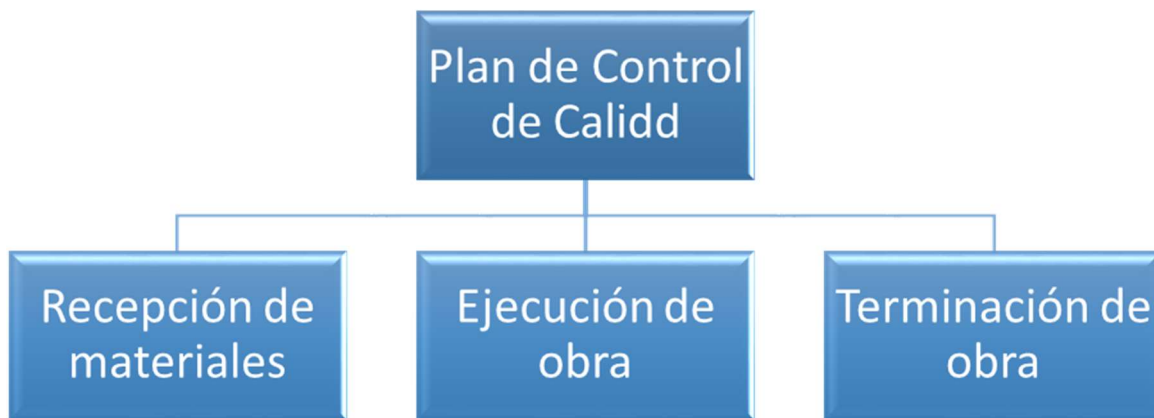 Plan de Control
de Calidd
Recepción de
materiales
Ejecución de
obra
Terminación de
obra